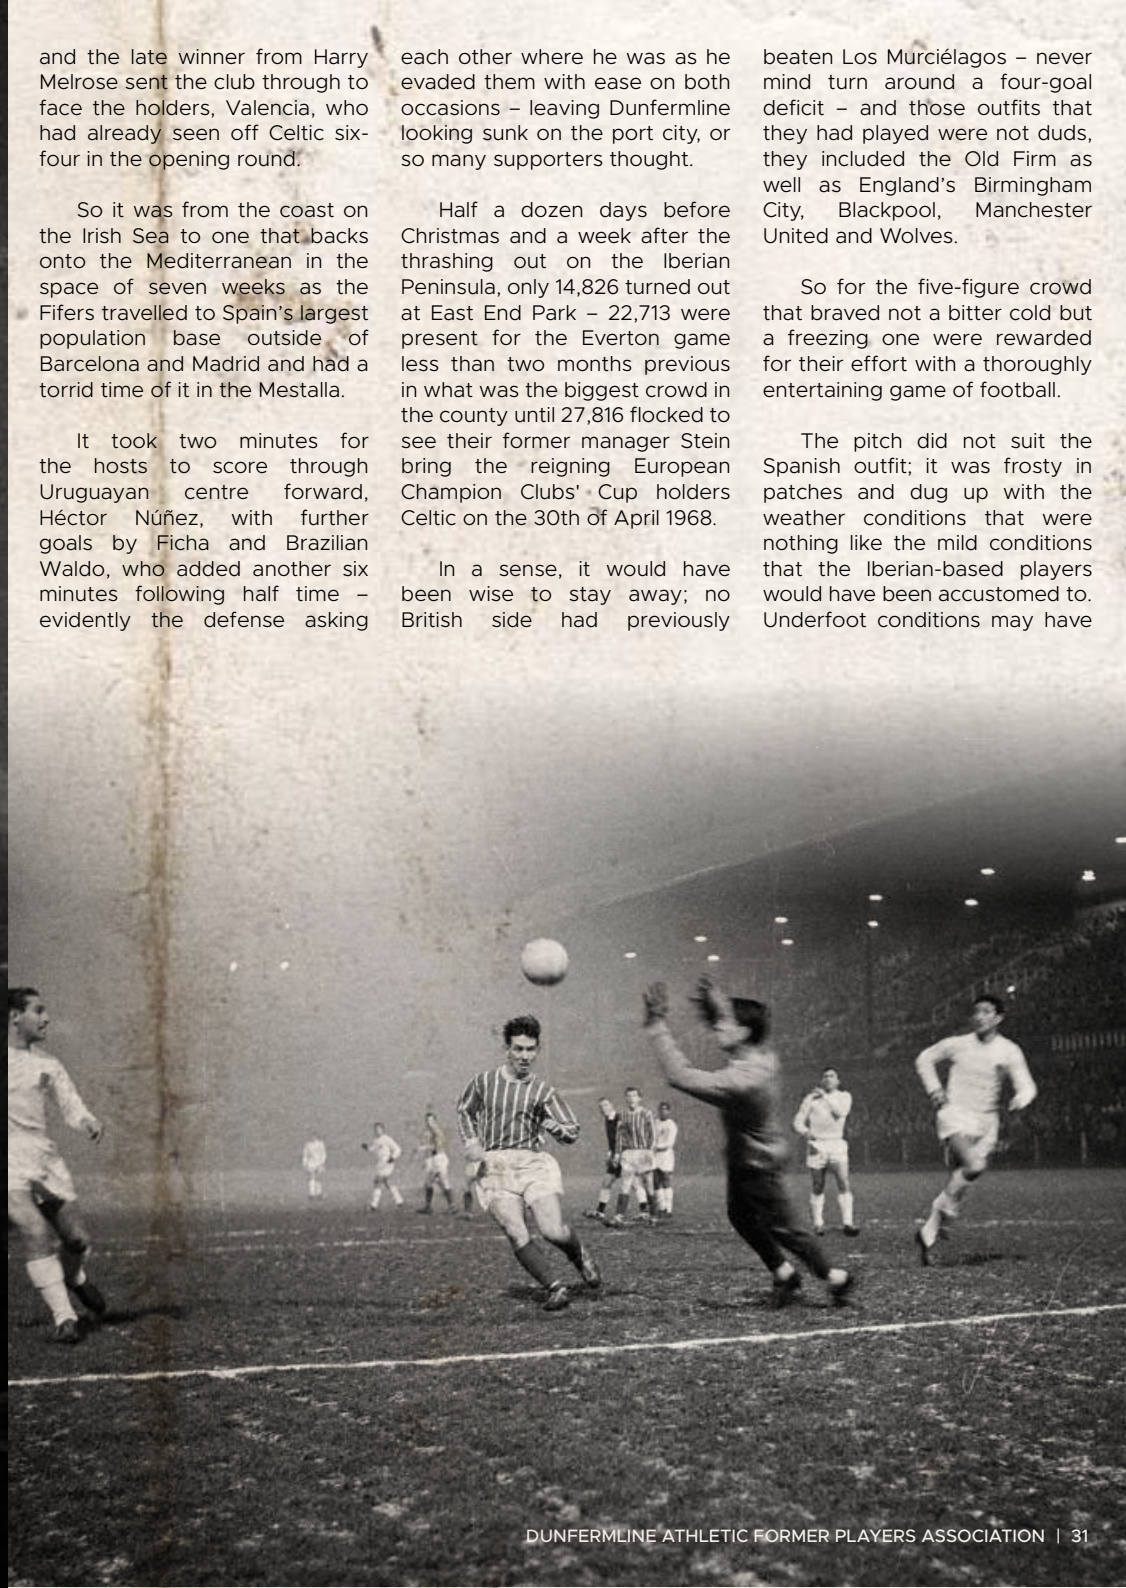 and the late winner from Harry
Melrose sent the club through to
face the holders, Valencia, who
had already seen off Celtic six-
four in the opening round.
So it was from the coast on
the Irish Sea to one that backs
onto the Mediterranean in the
space of seven weeks as the
Fifers travelled to Spain's largest
population base outside of
Barcelona and Madrid and had a
torrid time of it in the Mestalla.
It took two minutes for
the hosts to score through
Uruguayan centre forward,
Héctor Núñez, with further
goals by Ficha and Brazilian
Waldo, who added another six
minutes following half time –
evidently the defense asking
each other where he was as he
evaded them with ease on both
occasions – leaving Dunfermline
looking sunk on the port city, or
so many supporters thought.
Half a dozen days before
Christmas and a week after the
thrashing out on the Iberian
Peninsula, only 14,826 turned out
at East End Park – 22,713 were
present for the Everton game
less than two months previous
in what was the biggest crowd in
the county until 27,816 flocked to
see their former manager Stein
bring the reigning European
Champion Clubs' Cup holders
Celtic on the 30th of April 1968.
In a sense, it would have
been wise to stay away; no
British side had previously
beaten Los Murciélagos – never
mind turn around a four-goal
deficit – and those outfits that
they had played were not duds,
they included the Old Firm as
well as England's Birmingham
City, Blackpool, Manchester
United and Wolves.
So for the five-figure crowd
that braved not a bitter cold but
a freezing one were rewarded
for their effort with a thoroughly
entertaining game of football.
The pitch did not suit the
Spanish outfit; it was frosty in
patches and dug up with the
weather conditions that were
nothing like the mild conditions
that the Iberian-based players
would have been accustomed to.
Underfoot conditions may have
DUNFERMLINE ATHLETIC FORMER PLAYERS ASSOCIATION | 31